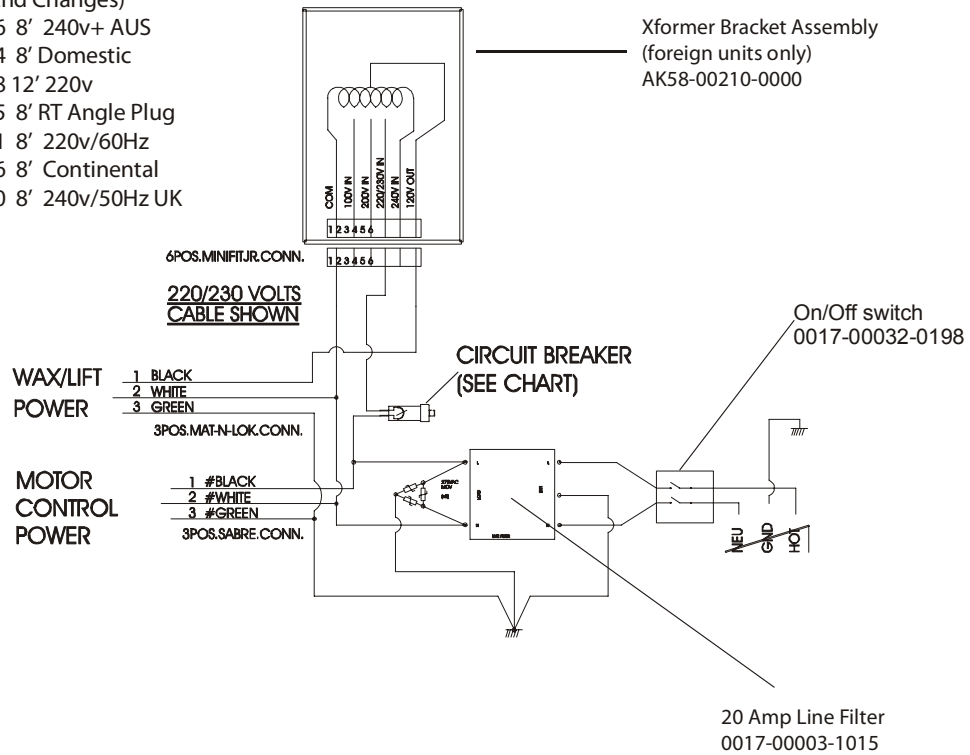 nd Changes)
6 8’ 240v+ AUS
4 8’ Domestic
8 12’ 220v
5 8’ RT Angle Plug
1 8’ 220v/60Hz
6 8’ Continental
0 8’ 240v/50Hz UK
Xformer Bracket Assembly
(foreign units only)
AK58-00210-0000
COM
100V IN
200V IN
220/230V IN
240V IN
120V OUT
1 2 3 4 5 6
6POS.MINIFITJR.CONN.
1 2 3 4 5 6
220/230 VOLTS
CABLE SHOWN
On/Off switch
0017-00032-0198
CIRCUIT BREAKER
(SEE CHART)
WAX/LIFT
POWER
1 BLACK
2 WHITE
3 GREEN
3POS.MAT-N-LOK.CONN.
MOTOR
CONTROL
POWER
1 #BLACK
2 #WHITE
3 #GREEN
3POS.SABRE.CONN.
NEU
GND
HOT
20 Amp Line Filter
0017-00003-1015